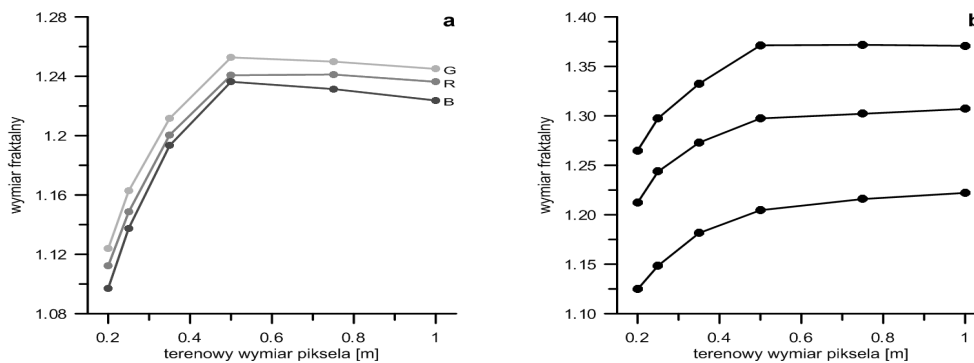 a
1.28
1.24
1.2
1.16
1.12
1.08
wymiar fraktalny
G
R
B
0.2
0.4
0.6
0.8
1
terenowy wymiar piksela [m]
b
1.40
1.35
1.30
1.25
1.20
1.15
1.10
wymiar fraktalny
0.2
0.4
0.6
0.8
1
terenowy wymiar piksela [m]